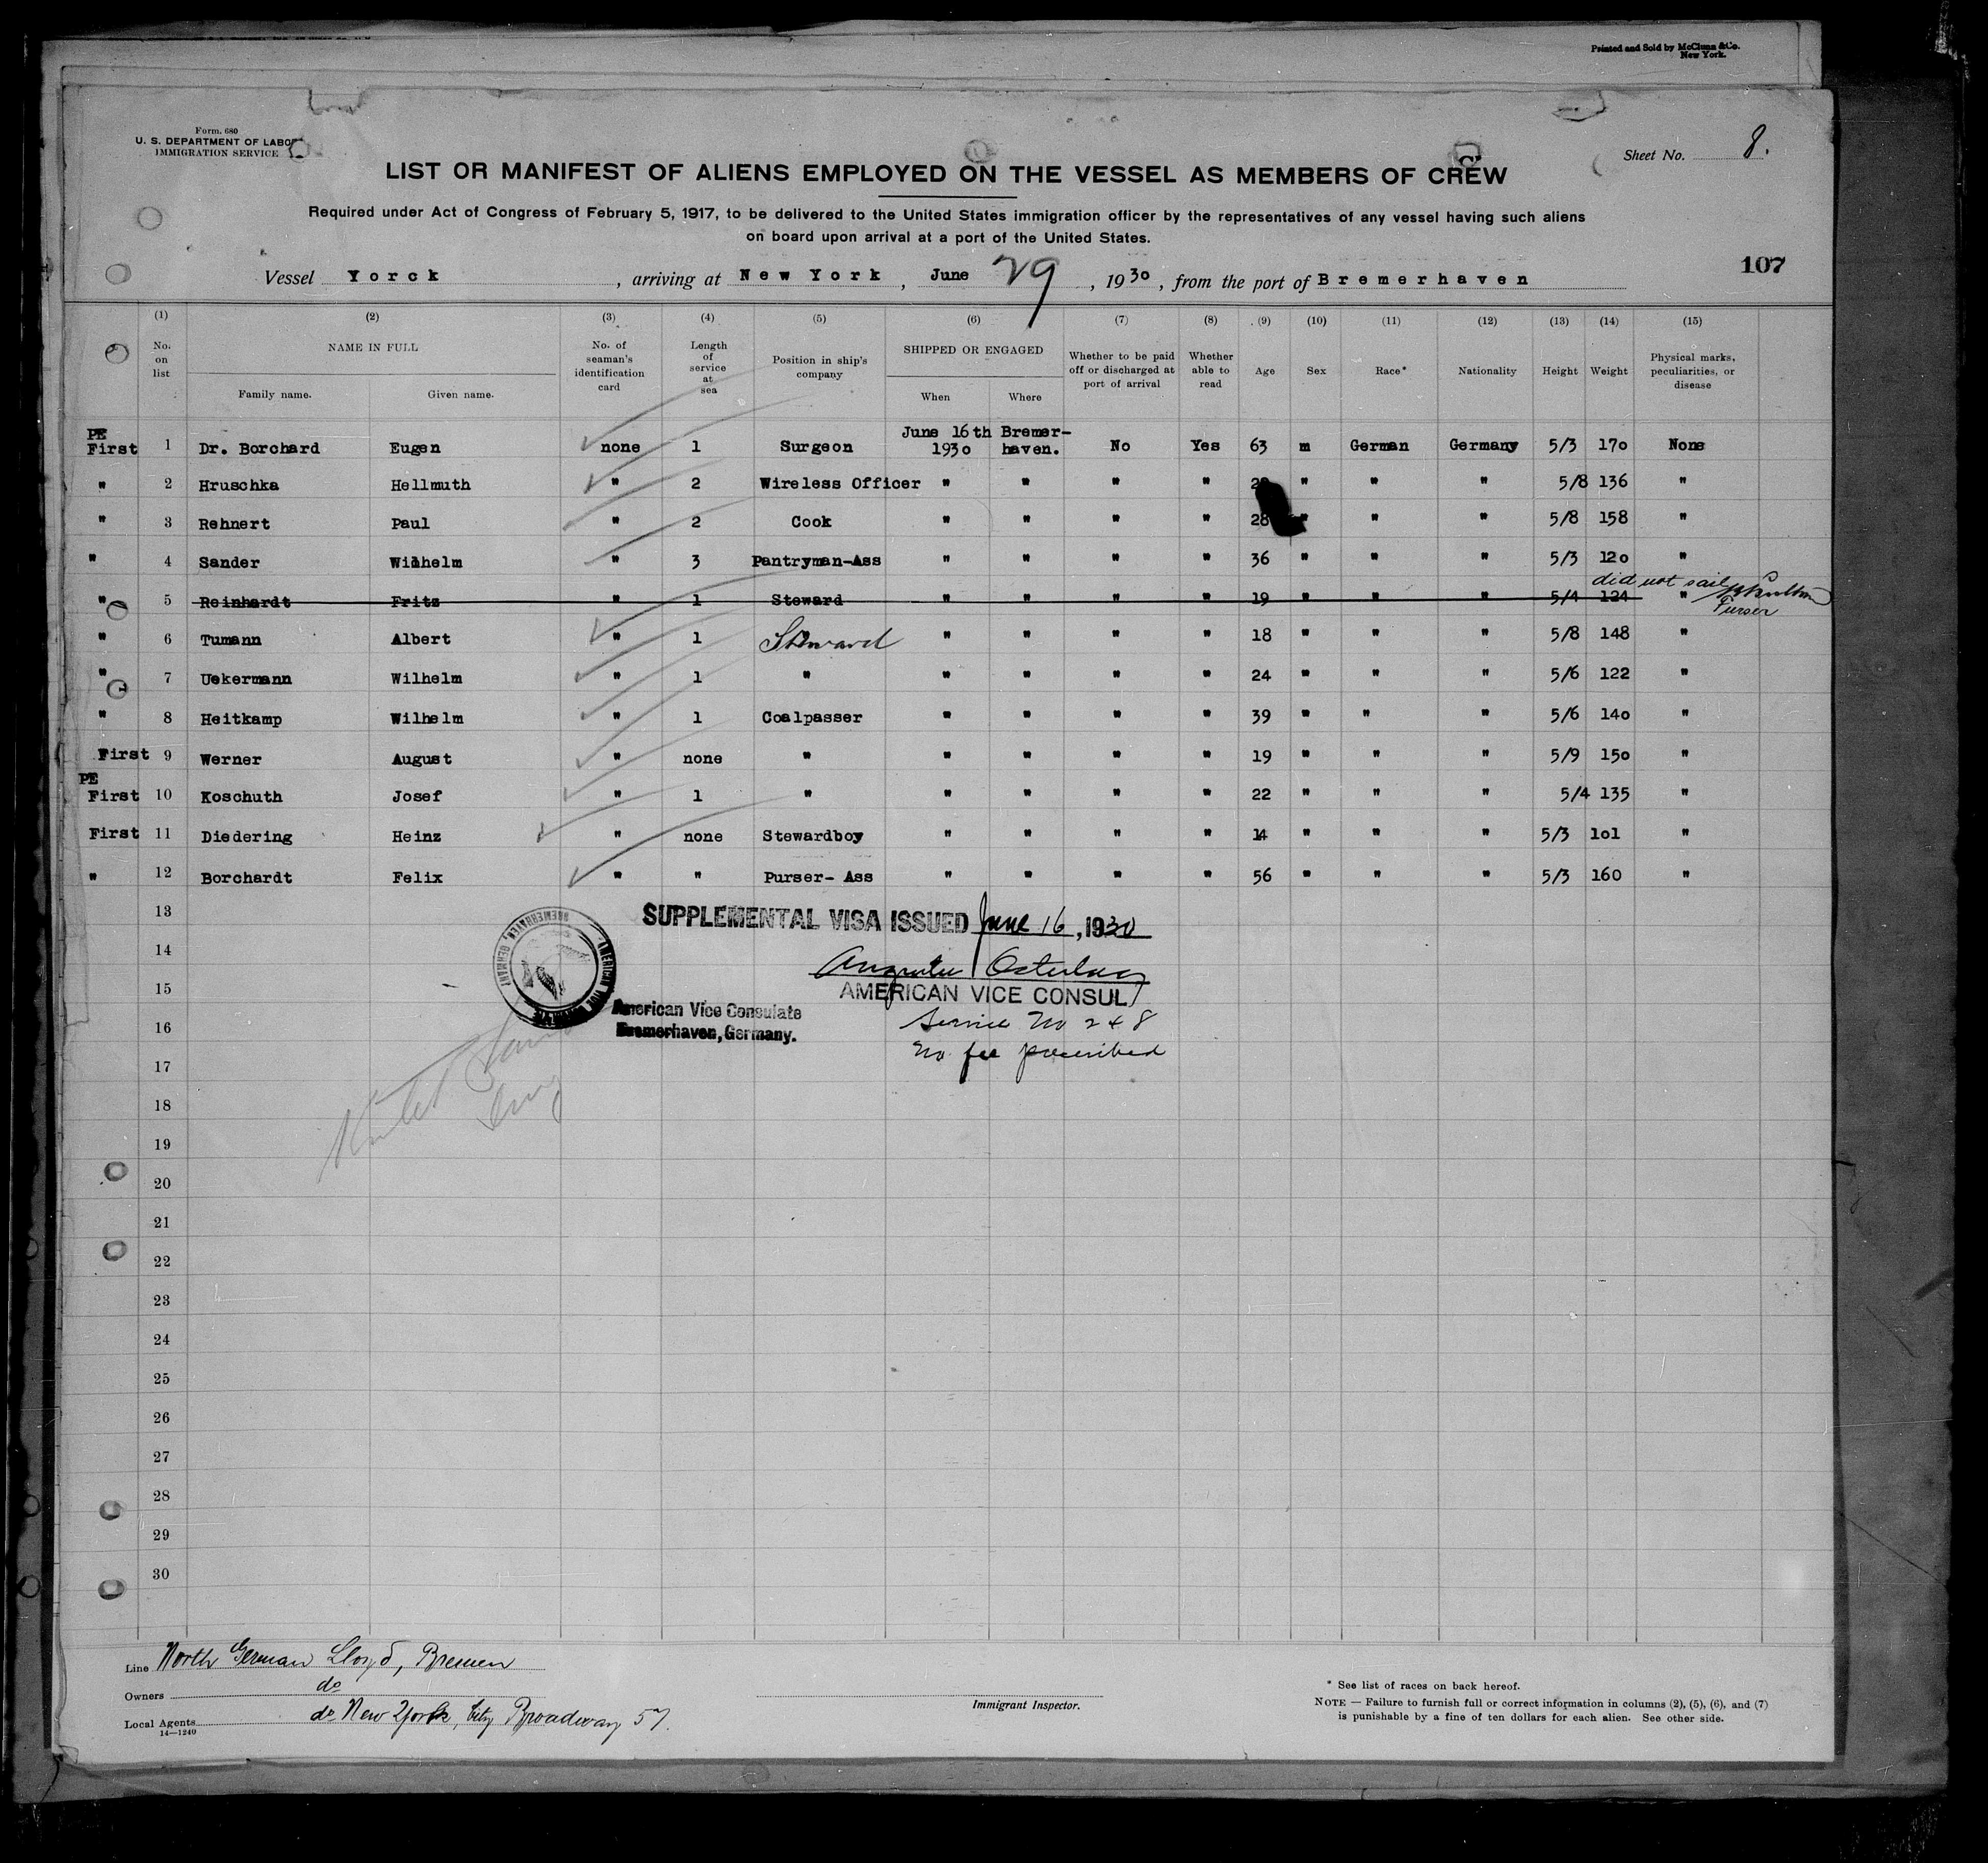 Printed and Sold by McClunn & Co.
New York.
Form. 680
U. S. DEPARTMENT OF LABOR
IMMIGRATION SERVICE
Sheet No. 8.
LIST OR MANIFEST OF ALIENS EMPLOYED ON THE VESSEL AS MEMBERS OF CREW
Required under Act of Congress of February 5, 1917, to be delivered to the United States immigration officer by the representatives of any vessel having such aliens
on board upon arrival at a port of the United States.
107
Vessel Yorck, arriving at New York, June 29, 1930, from the port of Bremerhaven
(1) (2) (3) (4) (5) (6) (7) (8) (9) (10) (11) (12) (13) (14) (15)
No. on list NAME IN FULL No. of seaman's identification card Length of service at sea Position in ship's company SHIPPED OR ENGAGED Whether to be paid off or discharged at port of arrival Whether able to read Age Sex Race* Nationality Height Weight Physical marks, peculiarities, or disease
Family name. Given name. When Where
PE
First 1 Dr. Borchard Eugen none 1 Surgeon June 16th 1930 Bremer-haven. No Yes 63 m German Germany 5/3 170 None
" 2 Hruschka Hellmuth " 2 Wireless Officer " " " " " " " 5/8 136 "
" 3 Rehnert Paul " 2 Cook " " " " 28 " " " 5/8 158 "
" 4 Sander Wilhelm " 3 Pantryman-Ass " " " " 36 " " " 5/3 120 "
did not sail
" 5 Reinhardt Fritz " 1 Steward " " " " 19 " " " 5/4 124 "
Purser
" 6 Tumann Albert " 1 Steward " " " " 18 " " " 5/8 148 "
" 7 Uekermann Wilhelm " 1 " " " " " 24 " " " 5/6 122 "
" 8 Heitkamp Wilhelm " 1 Coalpasser " " " " 39 " " " 5/6 140 "
First 9 Werner August " none " " " " " 19 " " " 5/9 150 "
PE
First 10 Koschuth Josef " 1 " " " " " 22 " " " 5/4 135 "
First 11 Diedering Heinz " none Stewardboy " " " " 14 " " " 5/3 101 "
" 12 Borchardt Felix " " Purser- Ass " " " " 56 " " " 5/3 160 "
13
SUPPLEMENTAL VISA ISSUED June 16, 1930
14
15
AMERICAN VICE CONSUL
AMERICAN VICE CONSULATE BREMERHAVEN, GERMANY
American Vice Consulate
Bremerhaven, Germany.
16
Service No 248
No fee prescribed
17
18
19
20
21
22
23
24
25
26
27
28
29
30
Line North German Lloyd, Bremen
Owners do
Local Agents do New York, City Broadway 57.
14—1240
Immigrant Inspector.
* See list of races on back hereof.
NOTE — Failure to furnish full or correct information in columns (2), (5), (6), and (7)
is punishable by a fine of ten dollars for each alien. See other side.